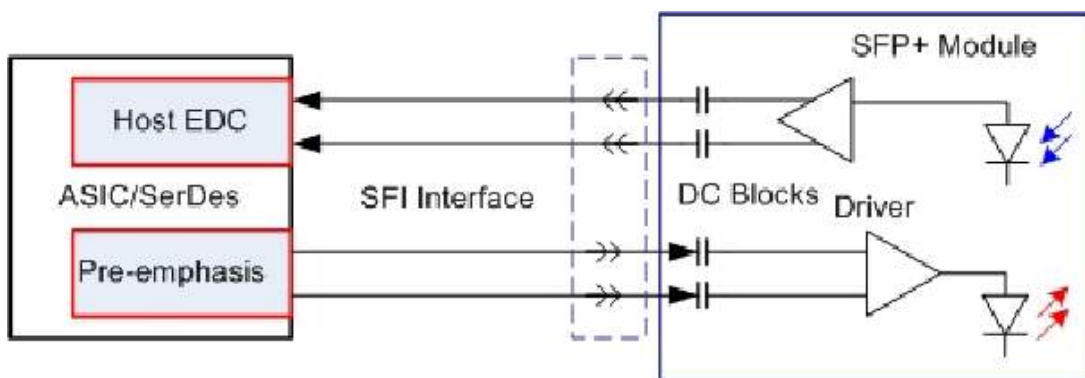 SFP+ Module
Host EDC
ASIC/SerDes
SFI Interface
DC Blocks
Driver
Pre-emphasis